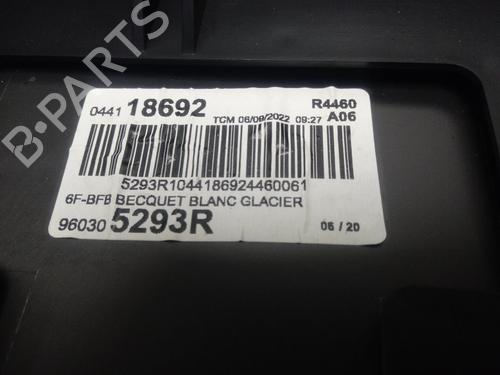 B-PARTS
0441 18692
R4460
TCM 06/09/2022 09:27 A06
5293R1044186924460061
6F-BFB BECQUET BLANC GLACIER
96030 5293R
06 / 20